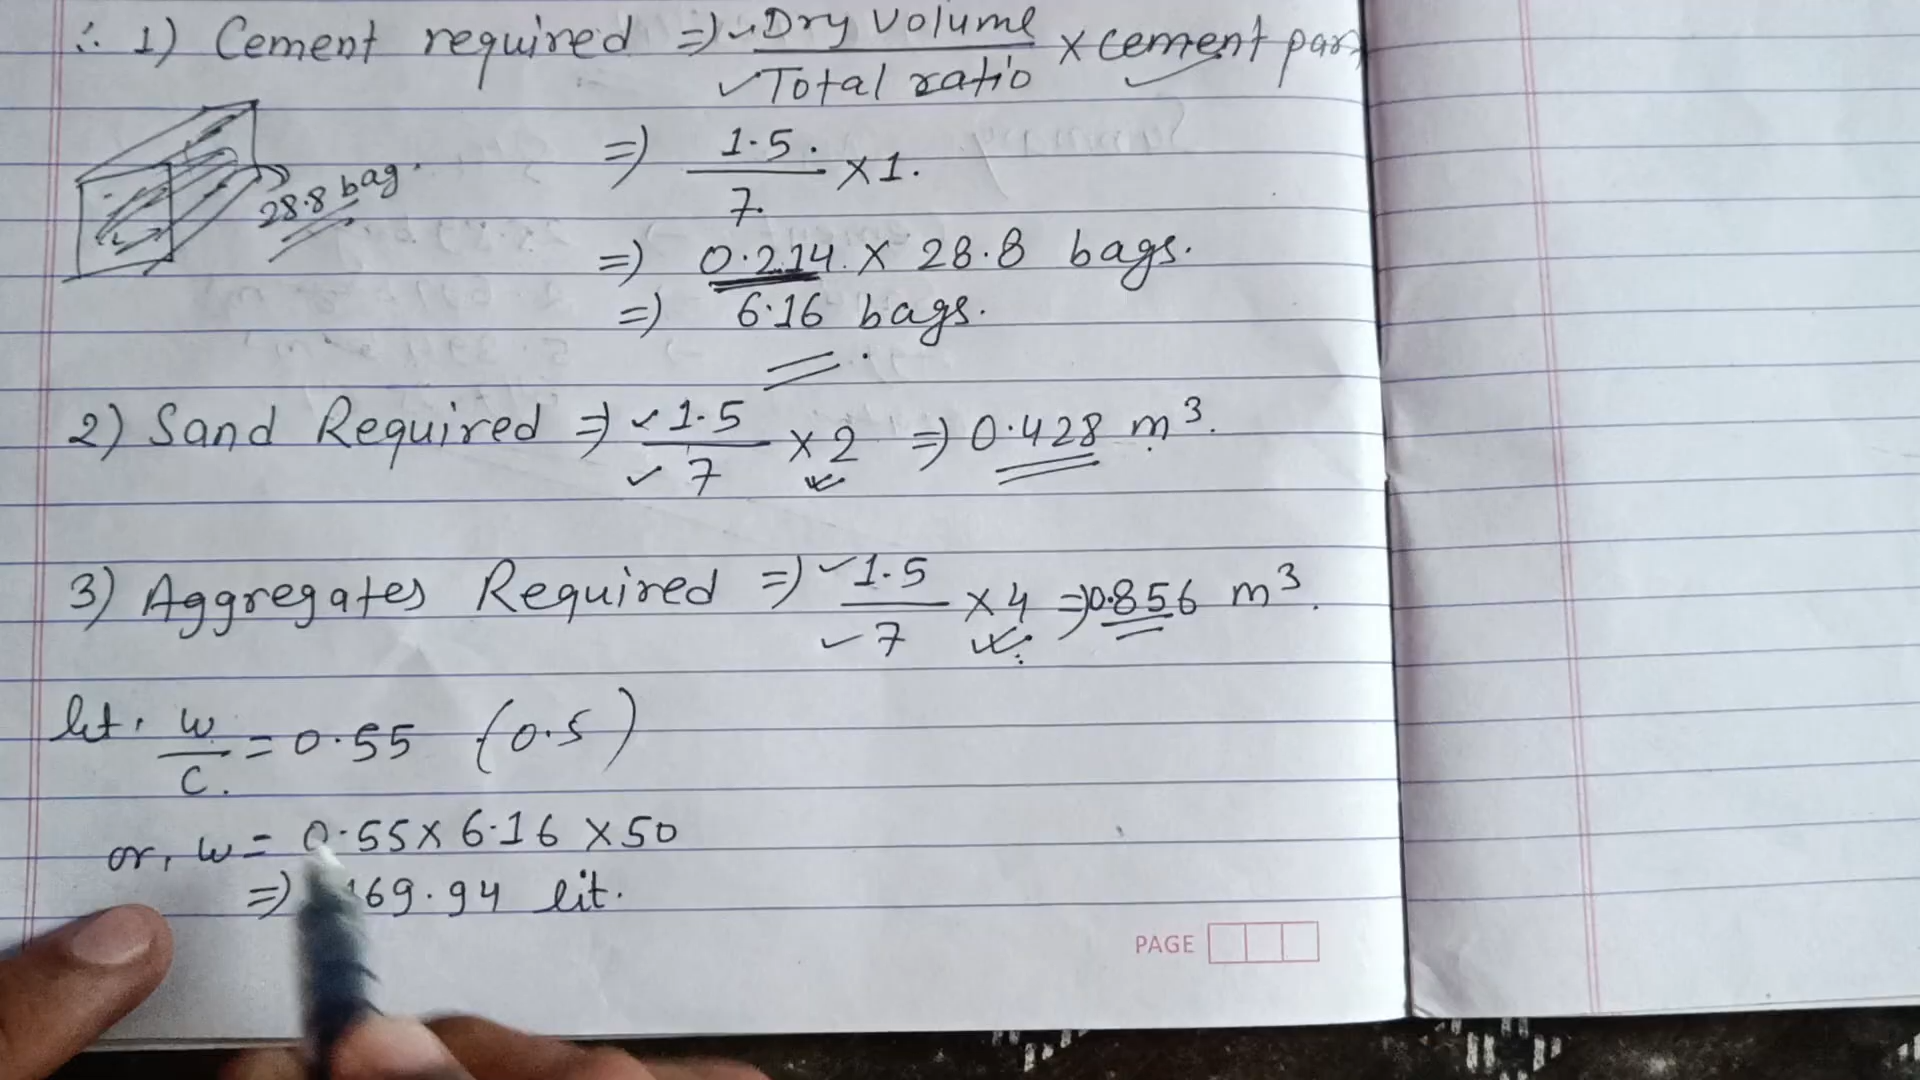 ∴ 1) Cement required => Dry Volume / Total ratio × cement part
=> 1.5 / 7 × 1.
28.8 bag.
=> 0.214 × 28.8 bags.
=> 6.16 bags.
2) Sand Required => 1.5 / 7 × 2 => 0.428 m³.
3) Aggregates Required => 1.5 / 7 × 4 => 0.856 m³.
let, w / c. = 0.55 (0.5)
or, w = 0.55 × 6.16 × 50
=> 169.94 lit.
PAGE